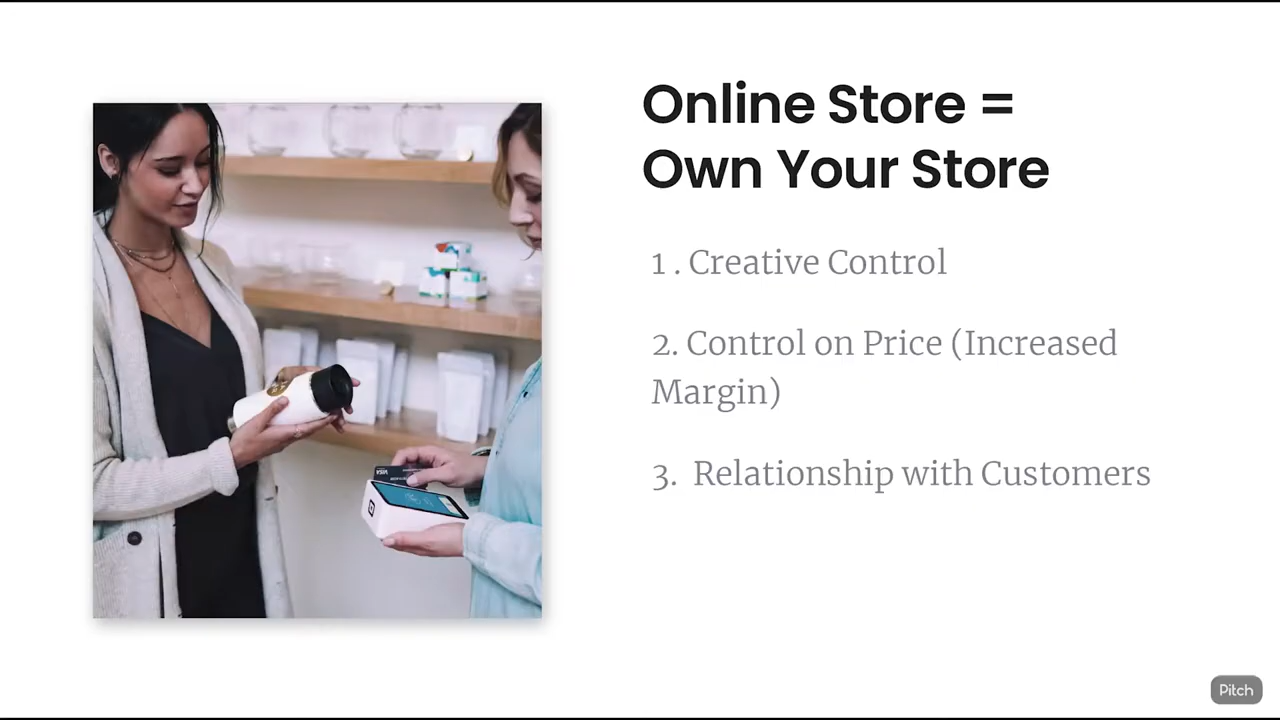 Online Store =
Own Your Store
1 . Creative Control
2. Control on Price (Increased
Margin)
3. Relationship with Customers
VISA
Pitch